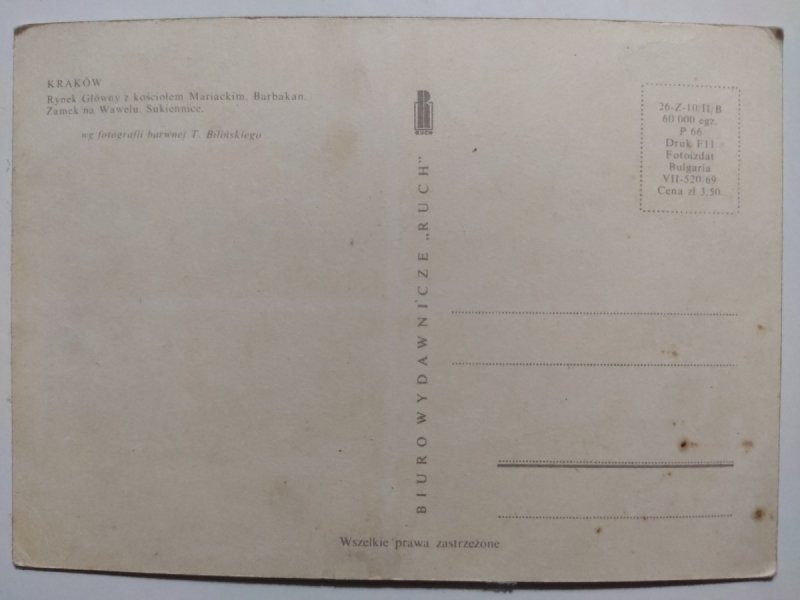 KRAKÓW
Rynek Główny z kościołem Mariackim. Barbakan.
Zamek na Wawelu. Sukiennice.
wg fotografii barwnej T. Bilińskiego
RUCH
BIURO WYDAWNICZE „RUCH”
26-Z-10/II/B
60 000 egz.
P 66
Druk F11
Fotoizdat
Bulgaria
VII-520/69
Cena zł 3,50
Wszelkie prawa zastrzeżone